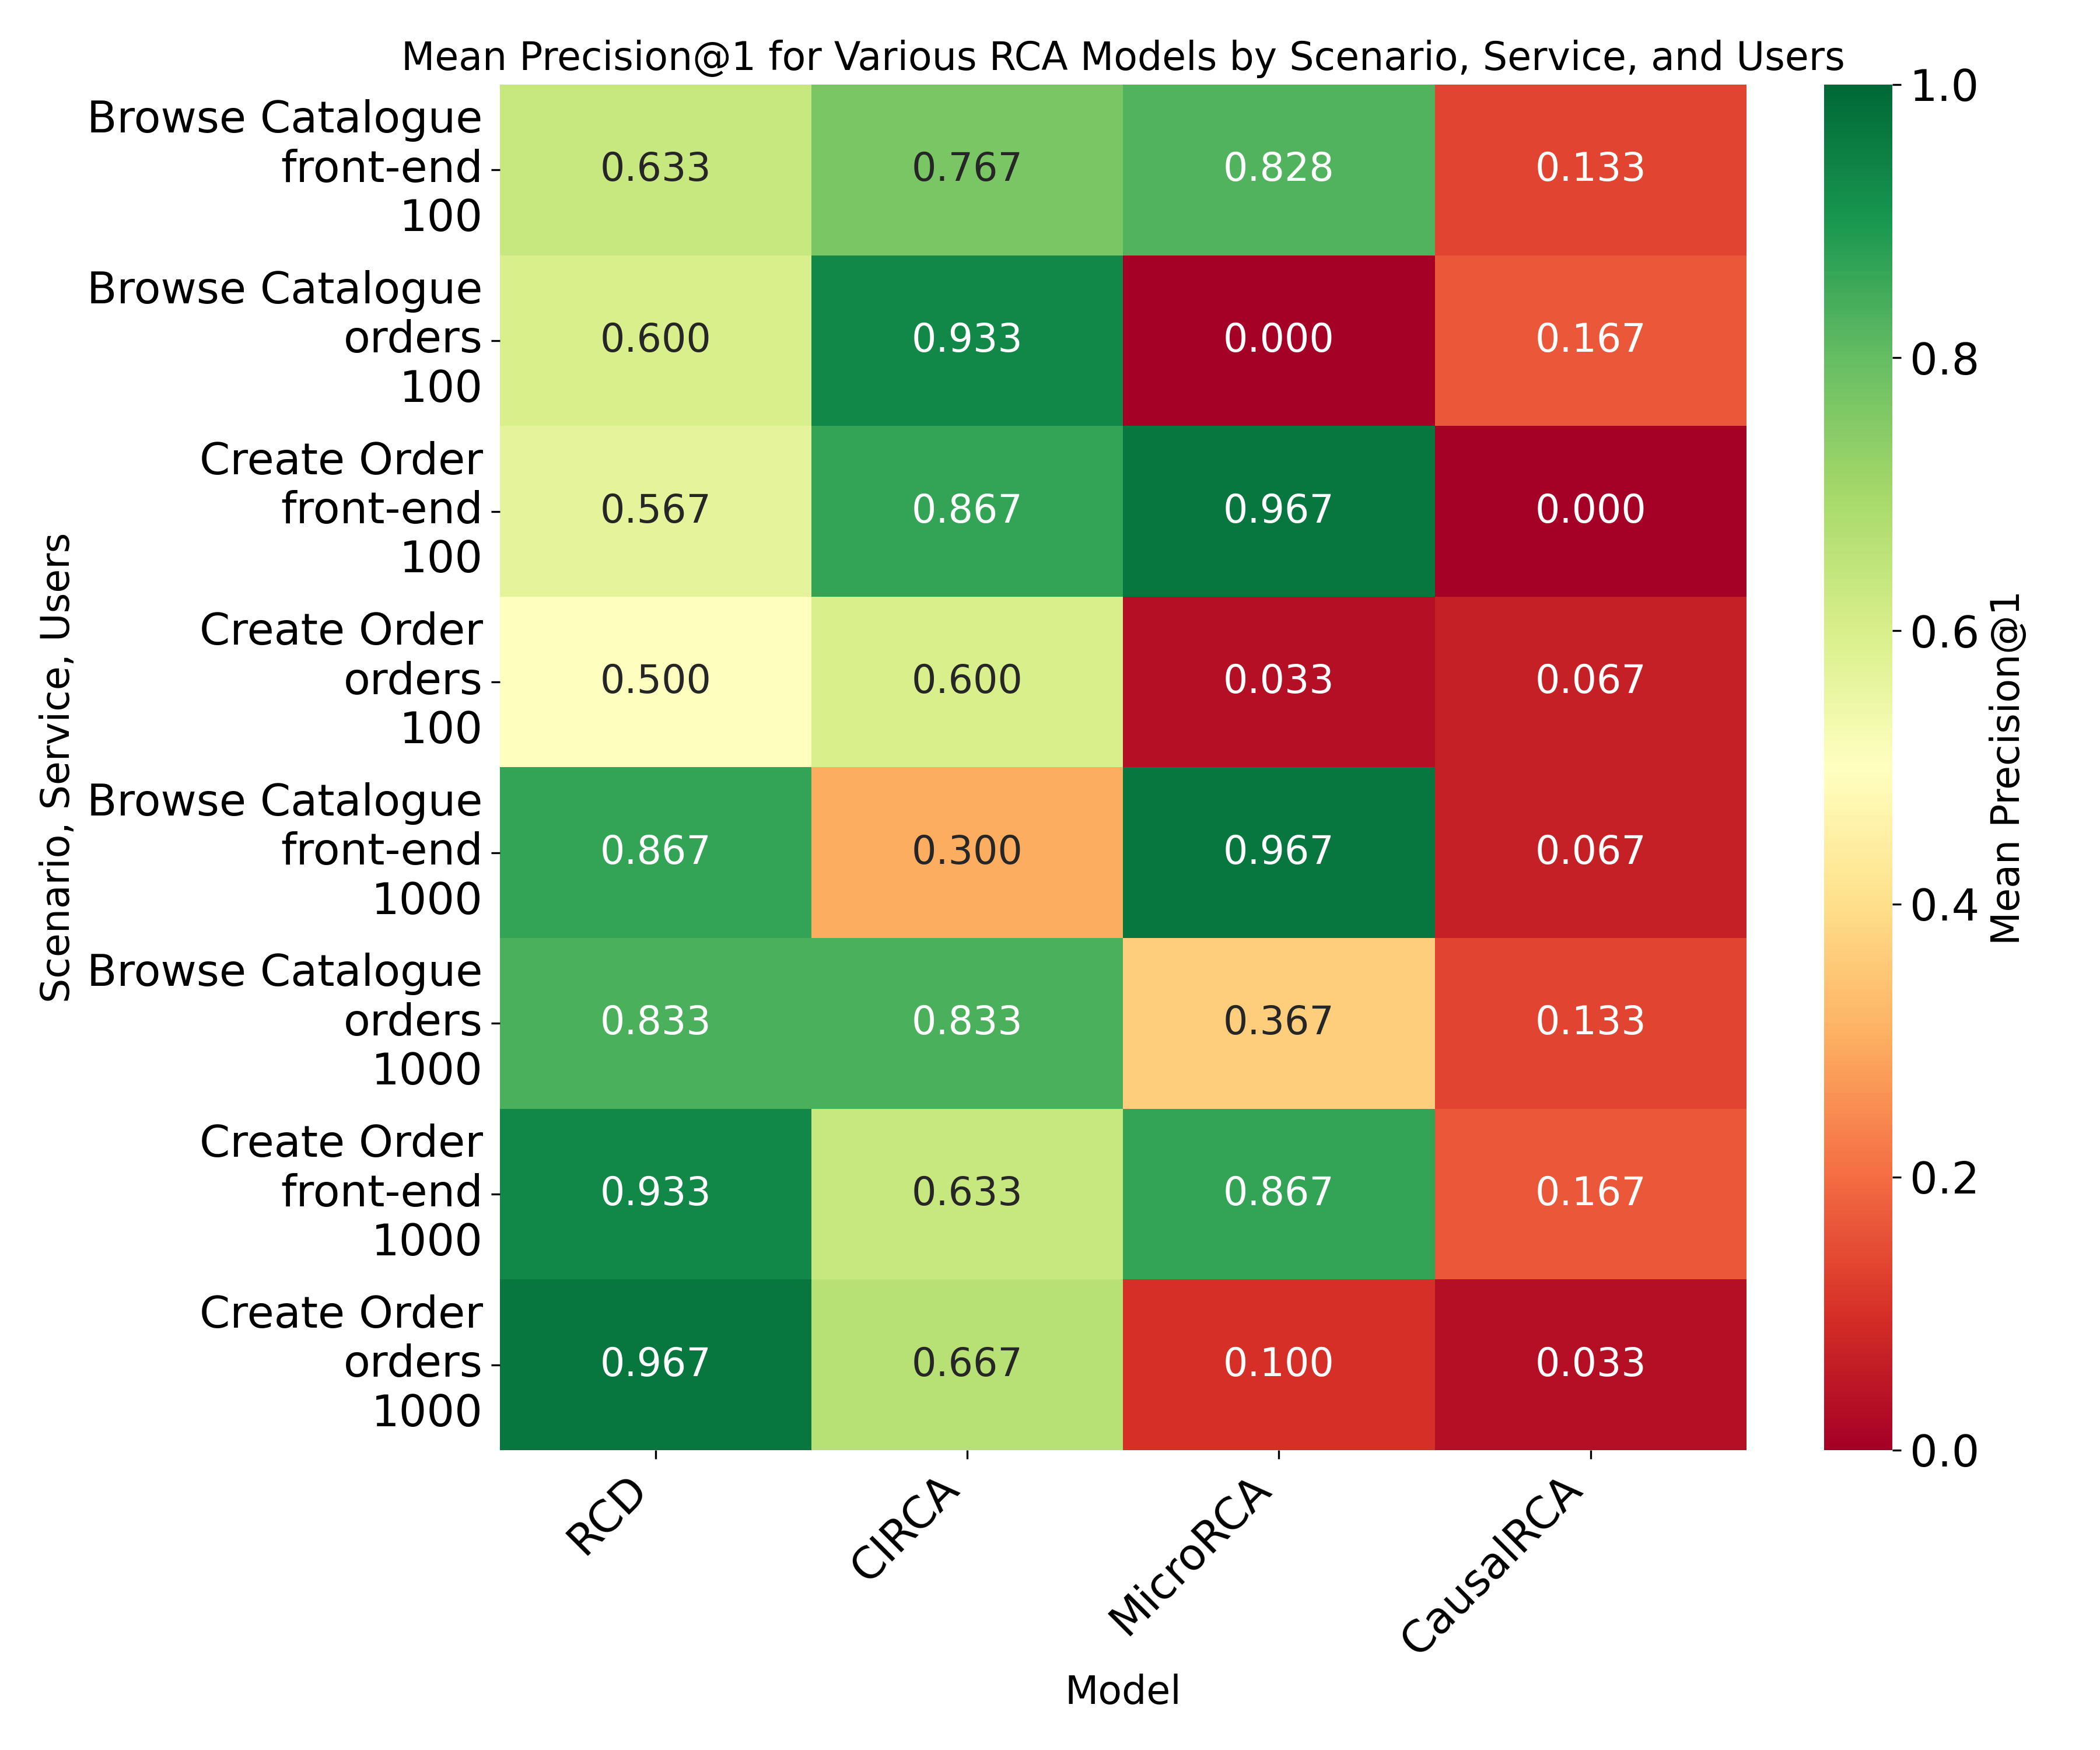 Mean Precision@1 for Various RCA Models by Scenario, Service, and Users
Scenario, Service, Users
Browse Catalogue
front-end
100
0.633 0.767 0.828 0.133
Browse Catalogue
orders
100
0.600 0.933 0.000 0.167
Create Order
front-end
100
0.567 0.867 0.967 0.000
Create Order
orders
100
0.500 0.600 0.033 0.067
Browse Catalogue
front-end
1000
0.867 0.300 0.967 0.067
Browse Catalogue
orders
1000
0.833 0.833 0.367 0.133
Create Order
front-end
1000
0.933 0.633 0.867 0.167
Create Order
orders
1000
0.967 0.667 0.100 0.033
RCD CIRCA MicroRCA CausalRCA
Model
1.0
0.8
0.6
0.4
0.2
0.0
Mean Precision@1